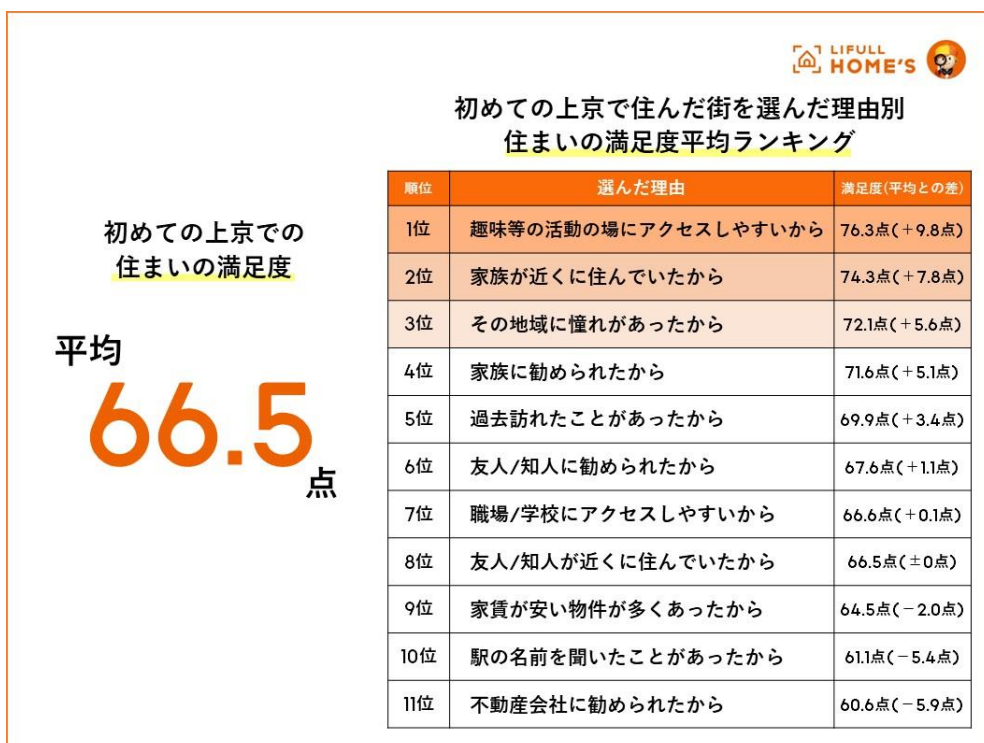 LIFULL
HOME'S
初めての上京で住んだ街を選んだ理由別
住まいの満足度平均ランキング
初めての上京での
住まいの満足度
平均
66.5
点
順位 選んだ理由 満足度(平均との差)
1位 趣味等の活動の場にアクセスしやすいから 76.3点(+9.8点)
2位 家族が近くに住んでいたから 74.3点(+7.8点)
3位 その地域に憧れがあったから 72.1点(+5.6点)
4位 家族に勧められたから 71.6点(+5.1点)
5位 過去訪れたことがあったから 69.9点(+3.4点)
6位 友人/知人に勧められたから 67.6点(+1.1点)
7位 職場/学校にアクセスしやすいから 66.6点(+0.1点)
8位 友人/知人が近くに住んでいたから 66.5点(±0点)
9位 家賃が安い物件が多くあったから 64.5点(-2.0点)
10位 駅の名前を聞いたことがあったから 61.1点(-5.4点)
11位 不動産会社に勧められたから 60.6点(-5.9点)